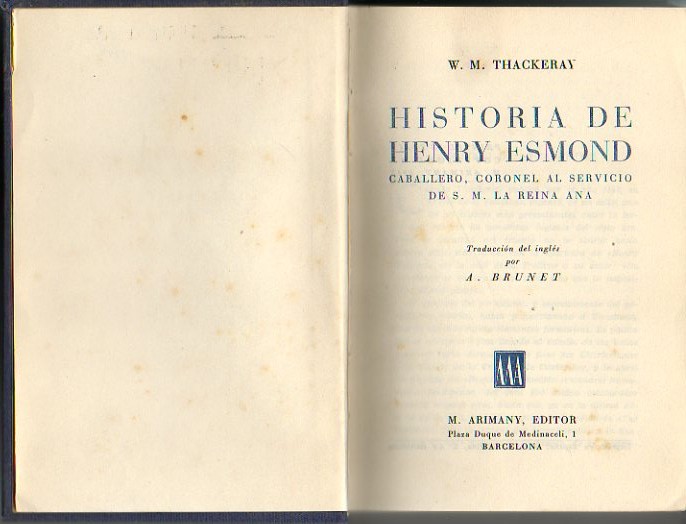 W. M. THACKERAY
HISTORIA DE
HENRY ESMOND
CABALLERO, CORONEL AL SERVICIO
DE S. M. LA REINA ANA
Traducción del inglés
por
A. BRUNET
M. ARIMANY, EDITOR
Plaza Duque de Medinaceli, 1
BARCELONA